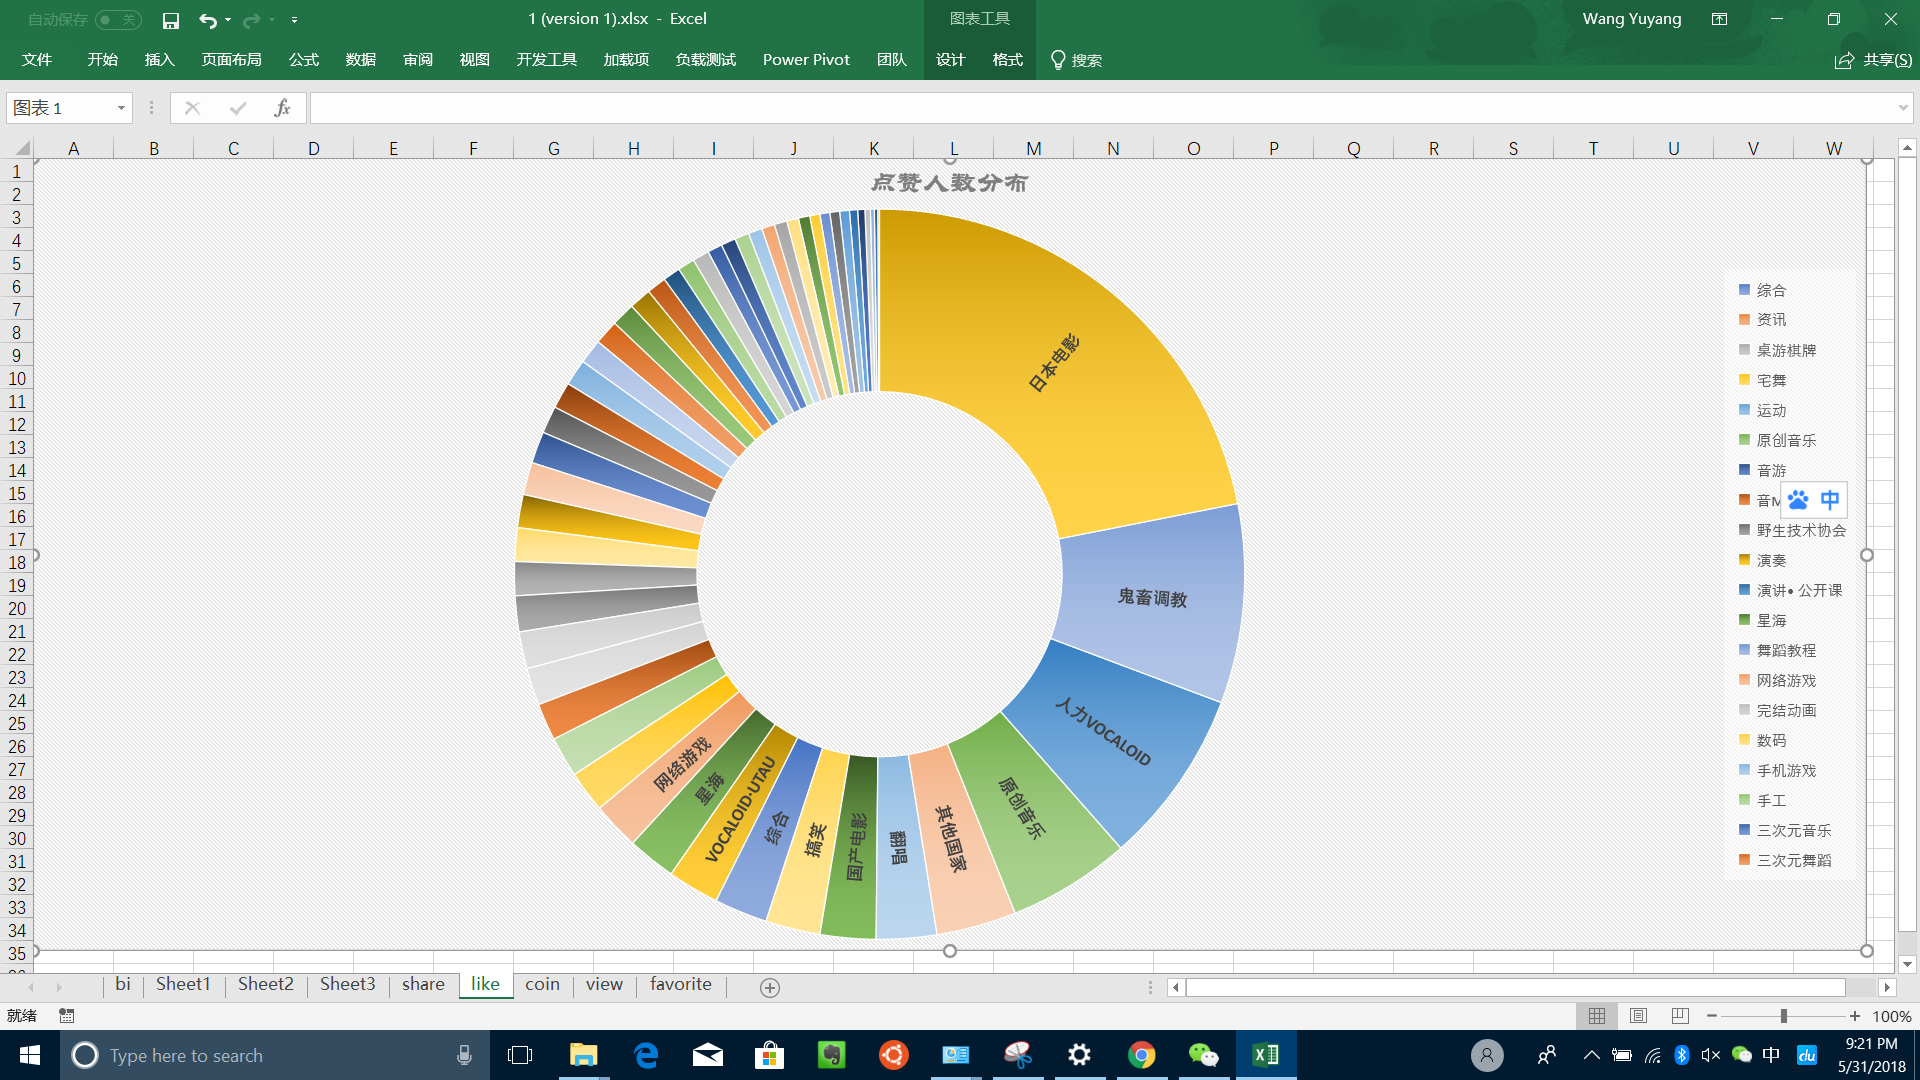 自动保存 关
1 (version 1).xlsx - Excel
图表工具
Wang Yuyang
文件 开始 插入 页面布局 公式 数据 审阅 视图 开发工具 加载项 负载测试 Power Pivot 团队 设计 格式 搜索 共享(S)
图表 1 fx
A B C D E F G H I J K L M N O P Q R S T U V W
1
2
3
4
5
6
7
8
9
10
11
12
13
14
15
16
17
18
19
20
21
22
23
24
25
26
27
28
29
30
31
32
33
34
35
点赞人数分布
日本电影
鬼畜调教
人力VOCALOID
原创音乐
其他国家
翻唱
国产电影
搞笑
综合
VOCALOID·UTAU
星海
网络游戏
综合
资讯
桌游棋牌
宅舞
运动
原创音乐
音游
音M
中
野生技术协会
演奏
演讲• 公开课
星海
舞蹈教程
网络游戏
完结动画
数码
手机游戏
手工
三次元音乐
三次元舞蹈
bi Sheet1 Sheet2 Sheet3 share like coin view favorite
就绪 100%
Type here to search
中 du
9:21 PM
5/31/2018